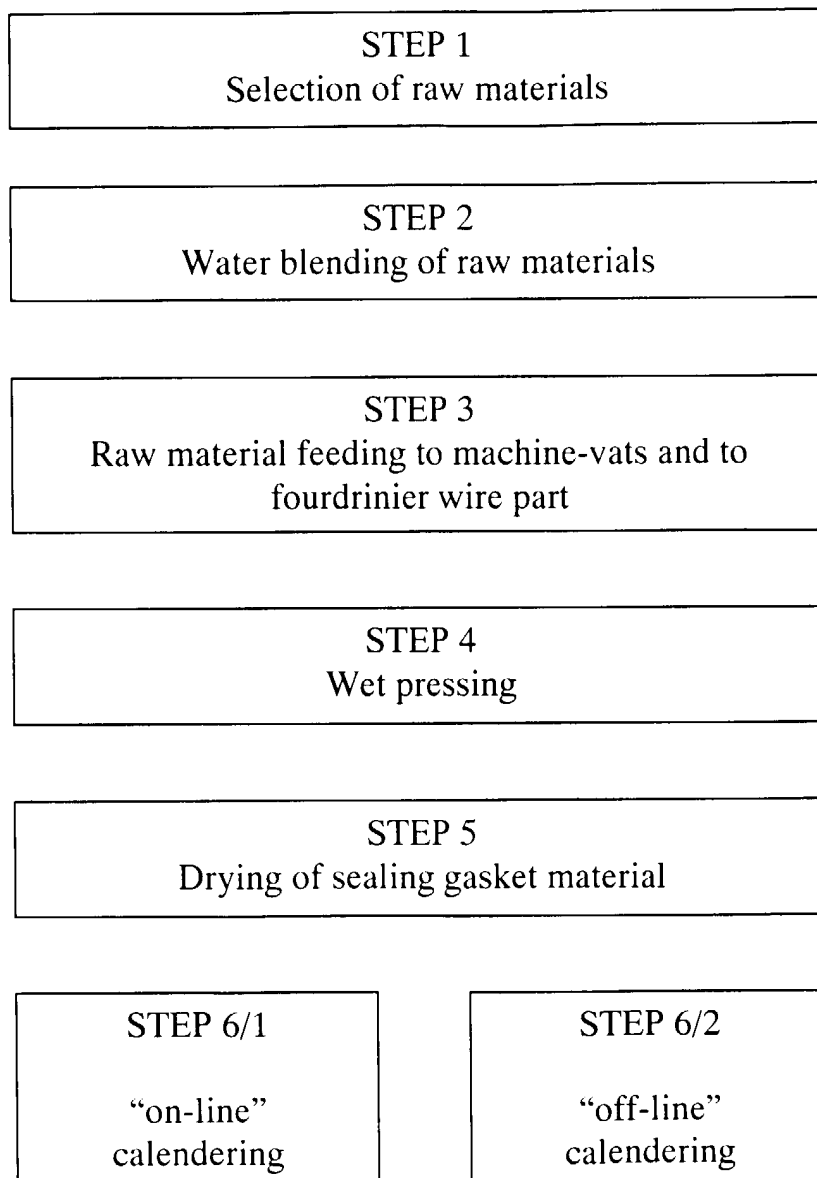 STEP 1
Selection of raw materials
STEP 2
Water blending of raw materials
STEP 3
Raw material feeding to machine-vats and to
fourdrinier wire part
STEP 4
Wet pressing
STEP 5
Drying of sealing gasket material
STEP 6/1
“on-line”
calendering
STEP 6/2
“off-line”
calendering